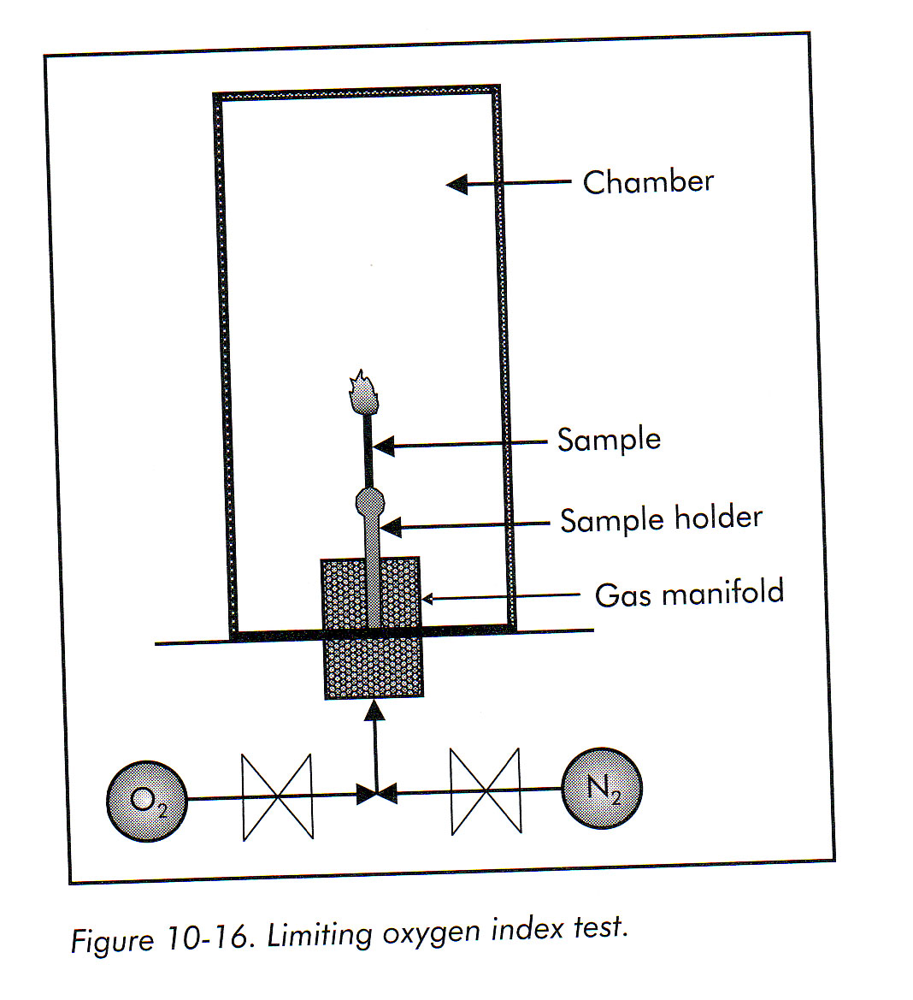 Chamber
Sample
Sample holder
Gas manifold
O₂
N₂
Figure 10-16. Limiting oxygen index test.